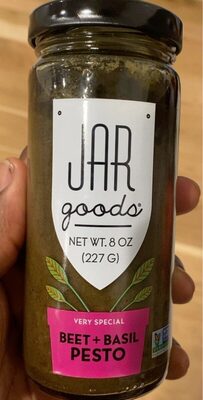 JAR
goods®
NET WT. 8 OZ
(227 G)
VERY SPECIAL
BEET + BASIL
PESTO